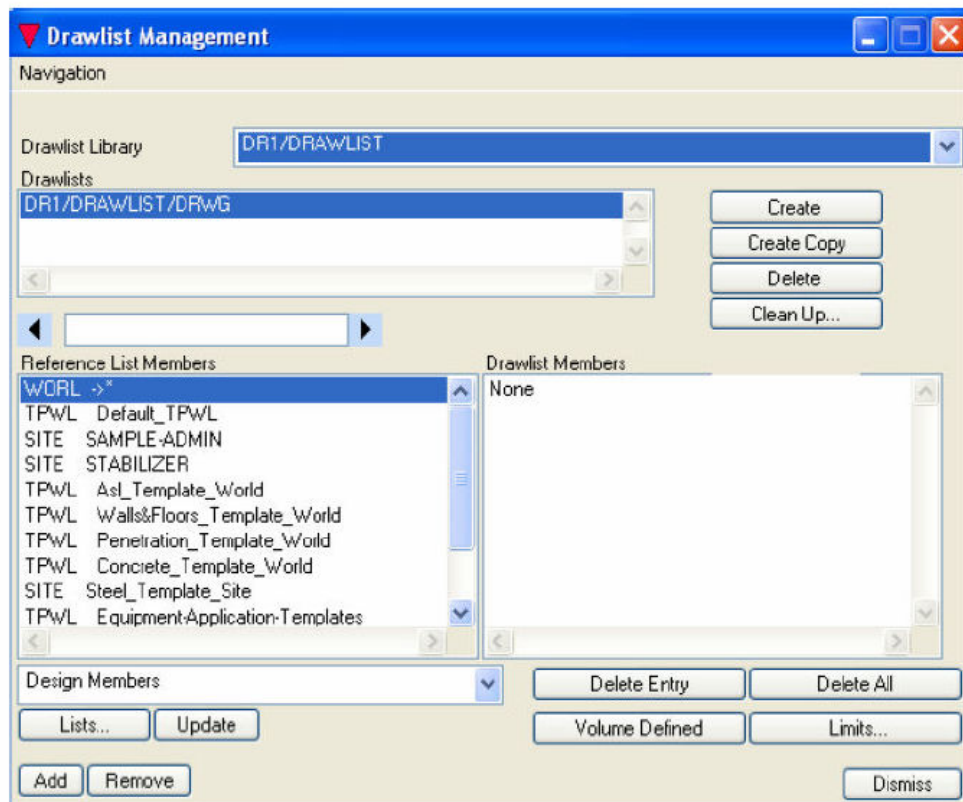 Drawlist Management
Navigation
Drawlist Library DR1/DRAWLIST
Drawlists
DR1/DRAWLIST/DRWG
Create
Create Copy
Delete
Clean Up...
Reference List Members
WORL ->*
TPWL Default_TPWL
SITE SAMPLE-ADMIN
SITE STABILIZER
TPWL Asl_Template_World
TPWL Walls&Floors_Template_World
TPWL Penetration_Template_World
TPWL Concrete_Template_World
SITE Steel_Template_Site
TPWL Equipment-Application-Templates
Drawlist Members
None
Design Members
Delete Entry Delete All
Lists... Update Volume Defined Limits...
Add Remove Dismiss